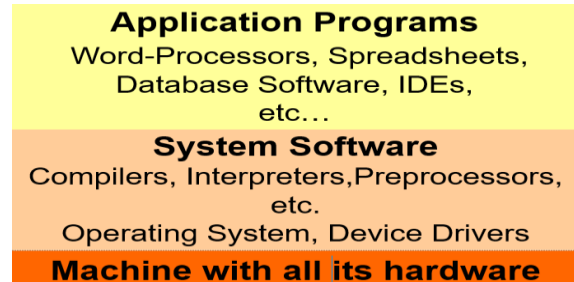 Application Programs
Word-Processors, Spreadsheets,
Database Software, IDEs,
etc...
System Software
Compilers, Interpreters,Preprocessors,
etc.
Operating System, Device Drivers
Machine with all its hardware